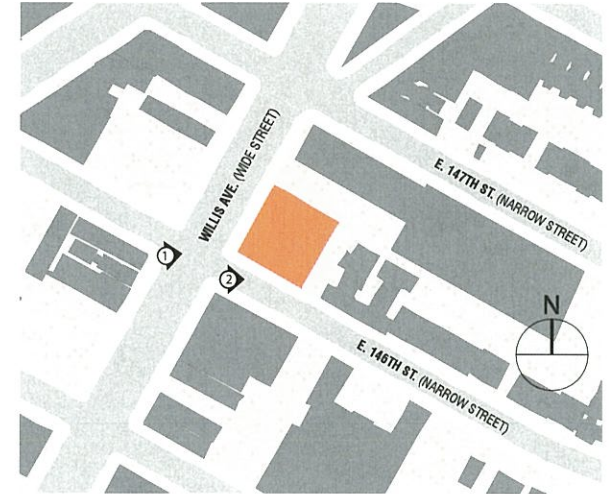 WILLIS AVE. (WIDE STREET)
E. 147TH ST. (NARROW STREET)
1
2
N
E. 146TH ST. (NARROW STREET)